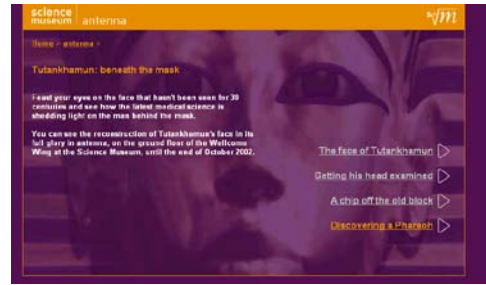 science
museum antenna
Home > antenna >
Tutankhamun: beneath the mask
Feast your eyes on the face that hasn't been seen for 30
centuries and see how the latest medical science is
shedding light on the man behind the mask.
You can see the reconstruction of Tutankhamun's face in its
full glory in antenna, on the ground floor of the Wellcome
Wing at the Science Museum, until the end of October 2002.
The face of Tutankhamun
Getting his head examined
A chip off the old block
Discovering a Pharaoh